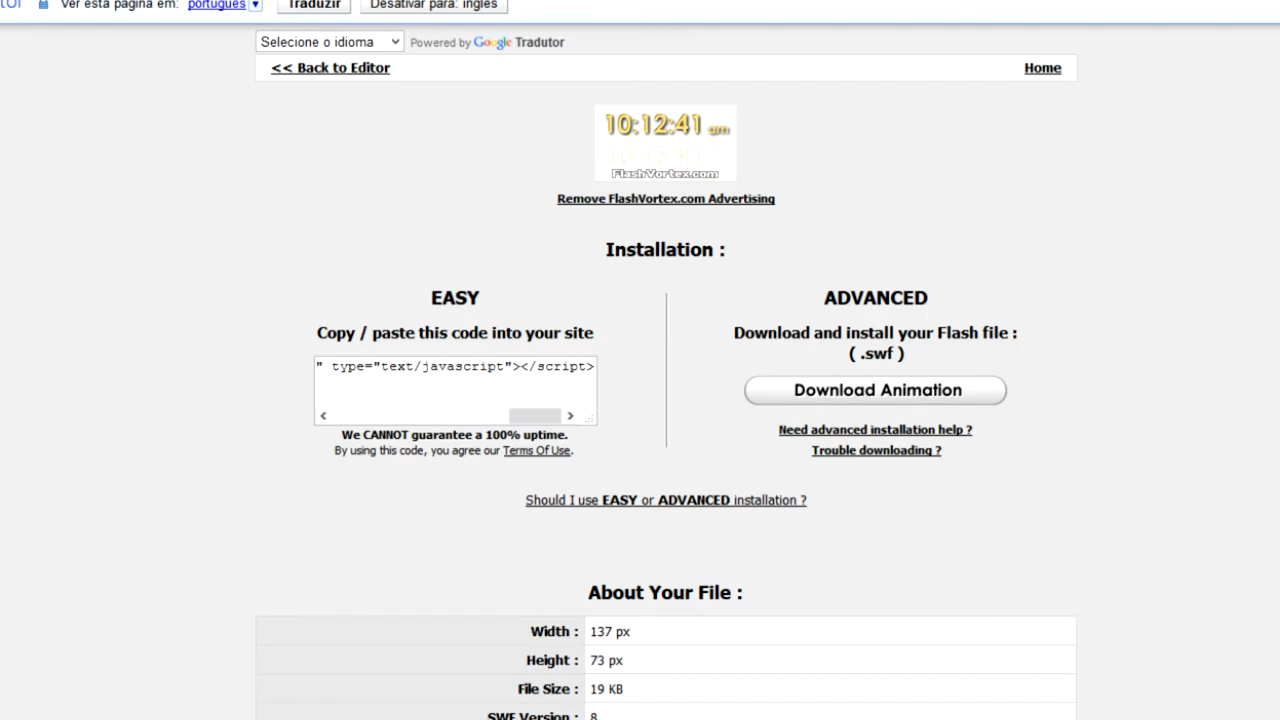 Ver esta página em: português Traduzir Desativar para: inglês
Selecione o idioma Powered by Google Tradutor
<< Back to Editor Home
10:12:41 am
FlashVortex.com
Remove FlashVortex.com Advertising
Installation :
EASY
Copy / paste this code into your site
" type="text/javascript"></script>
We CANNOT guarantee a 100% uptime.
By using this code, you agree our Terms Of Use.
ADVANCED
Download and install your Flash file :
( .swf )
Download Animation
Need advanced installation help ?
Trouble downloading ?
Should I use EASY or ADVANCED installation ?
About Your File :
Width : 137 px
Height : 73 px
File Size : 19 KB
SWF Version : 8